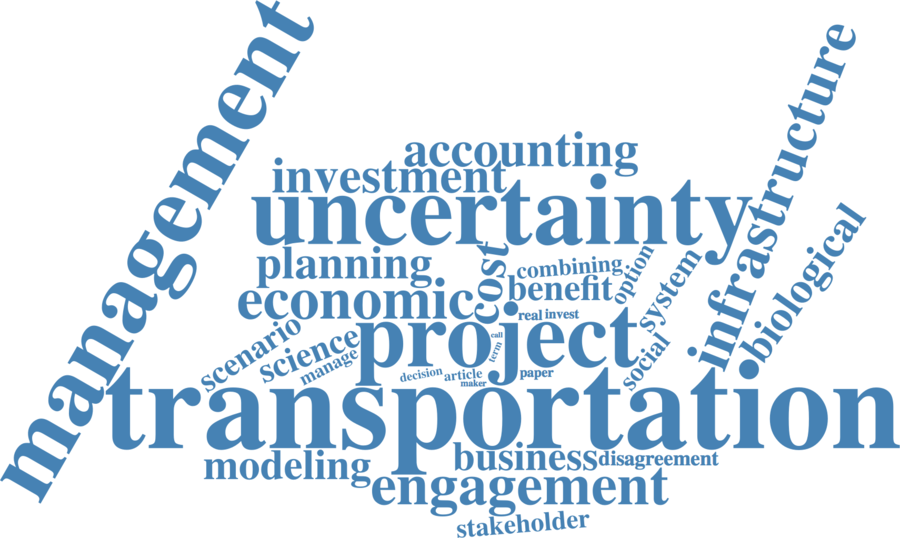 management
infrastructure
accounting
investment
uncertainty
biological
planning
cost
combining
option
system
economic
benefit
real
invest
scenario
science
manage
project
call
term
social
decision
article
maker
paper
transportation
modeling
business
disagreement
engagement
stakeholder